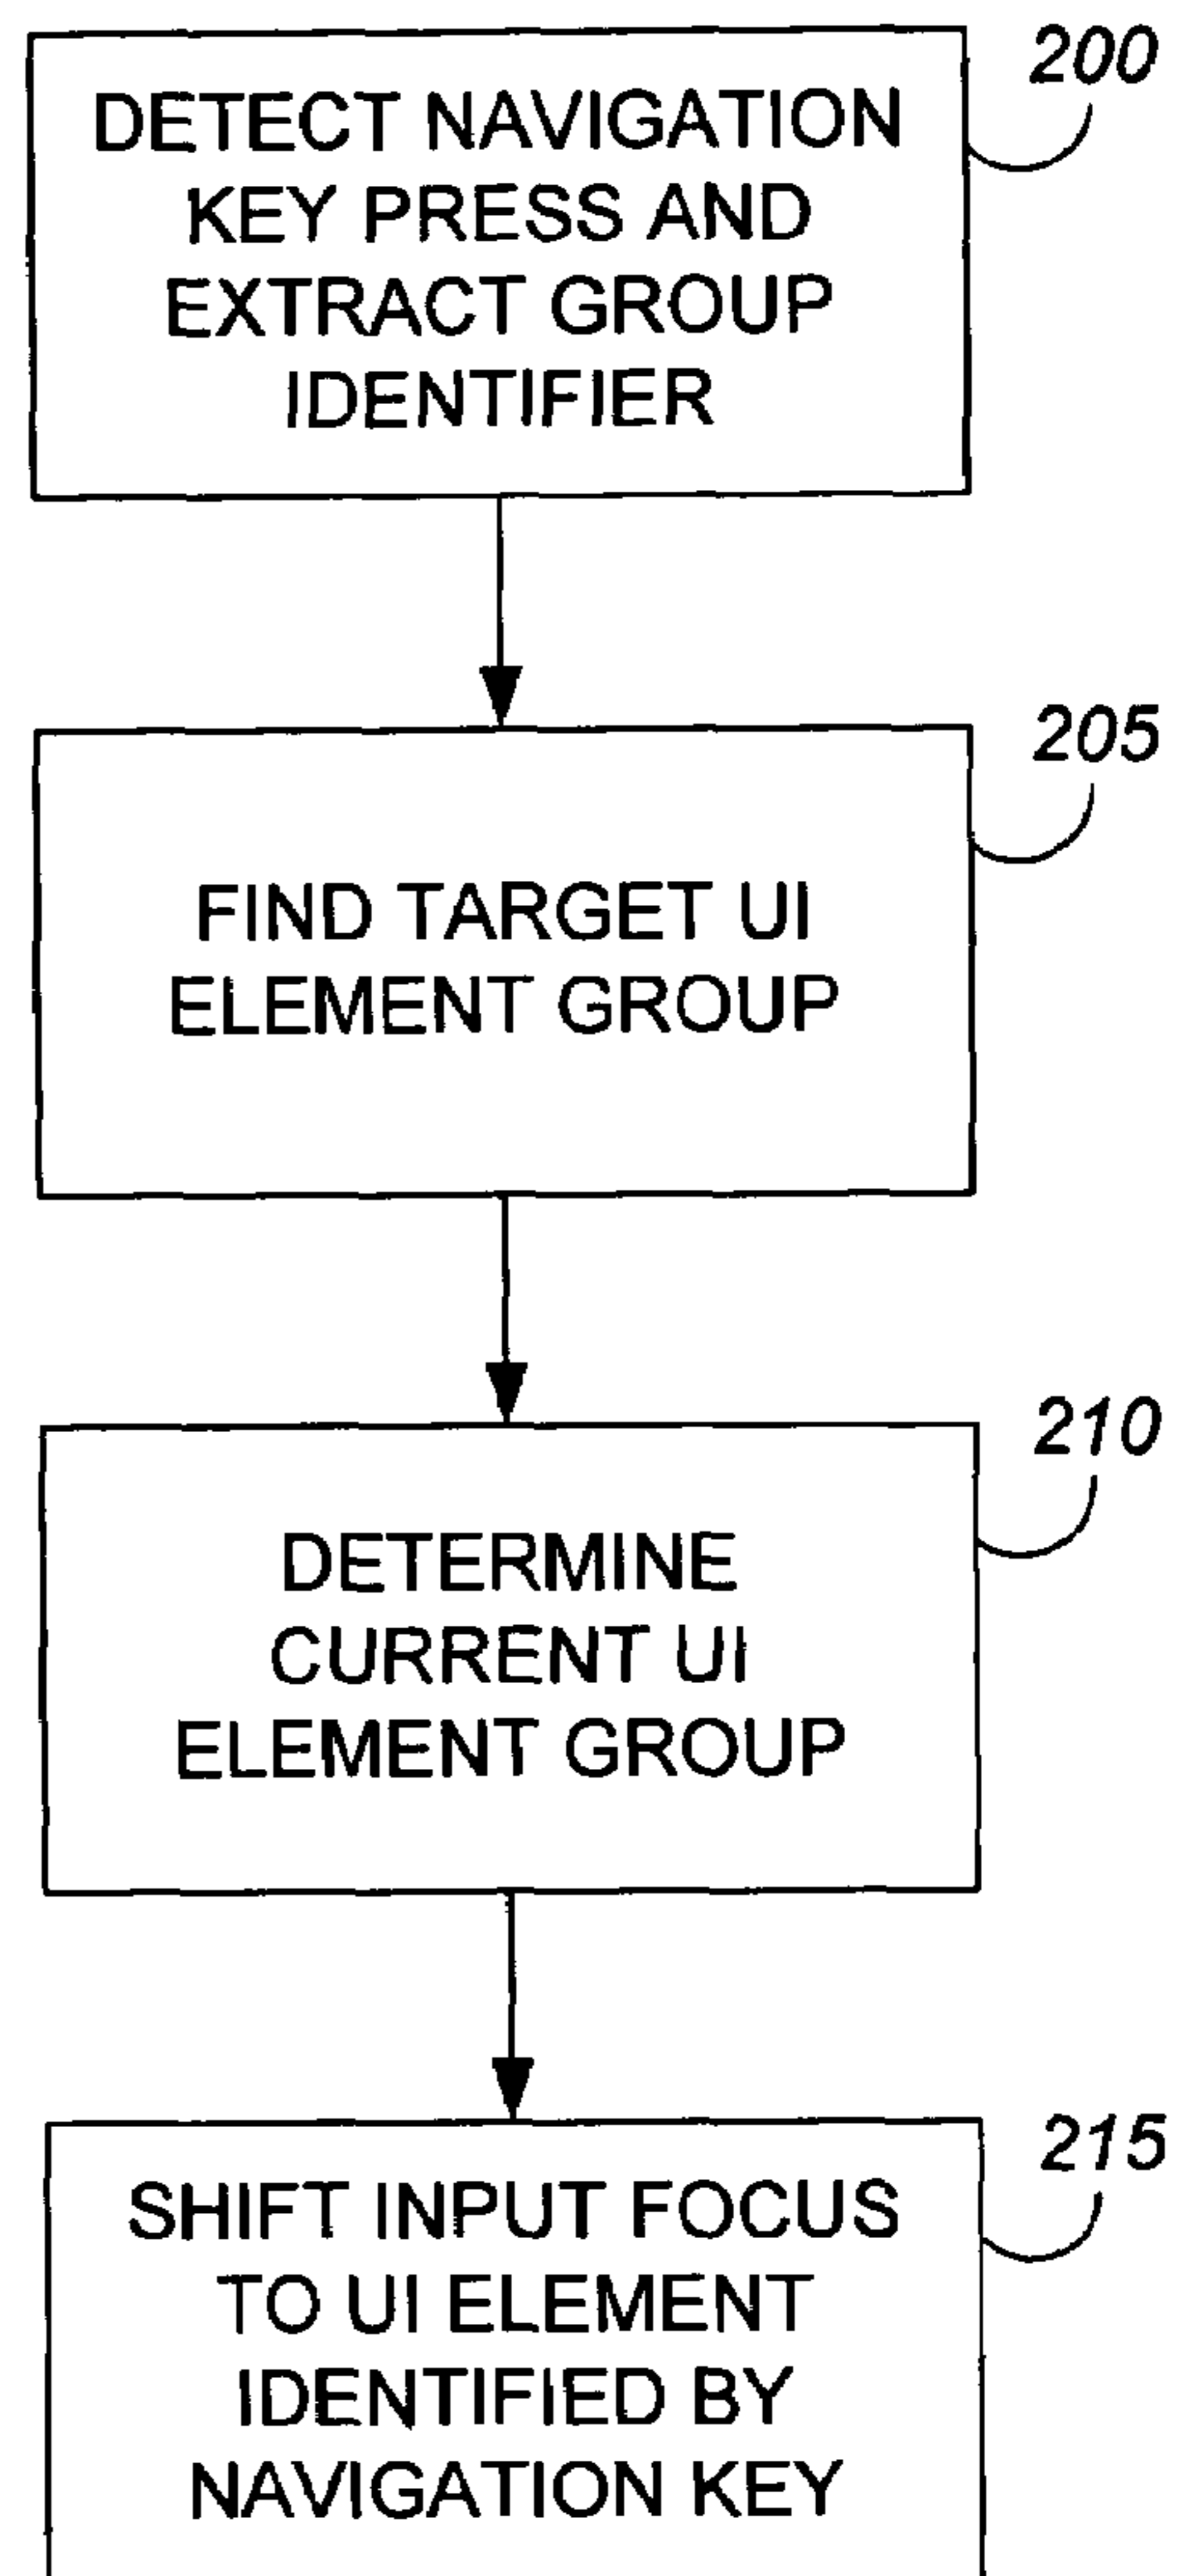 200
DETECT NAVIGATION
KEY PRESS AND
EXTRACT GROUP
IDENTIFIER
205
FIND TARGET UI
ELEMENT GROUP
210
DETERMINE
CURRENT UI
ELEMENT GROUP
215
SHIFT INPUT FOCUS
TO UI ELEMENT
IDENTIFIED BY
NAVIGATION KEY